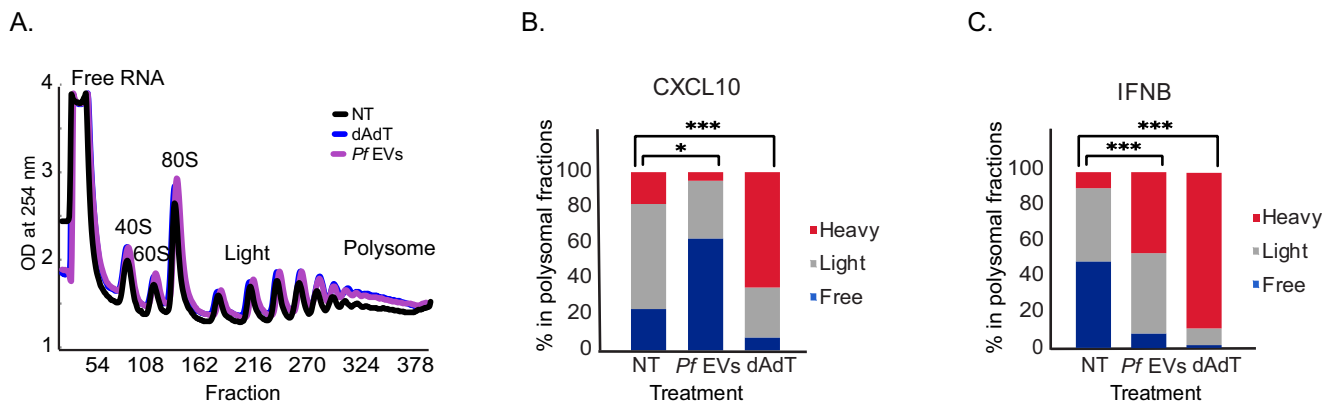 A.
OD at 254 nm
4
3
2
1
Free RNA
40S
60S
80S
Light
Polysome
NT
dAdT
Pf EVs
54 108 162 216 270 324 378
Fraction
B.
CXCL10
***
*
% in polysomal fractions
100
80
60
40
20
0
Heavy
Light
Free
NT Pf EVs dAdT
Treatment
C.
IFNB
***
***
% in polysomal fractions
100
80
60
40
20
0
Heavy
Light
Free
NT Pf EVs dAdT
Treatment